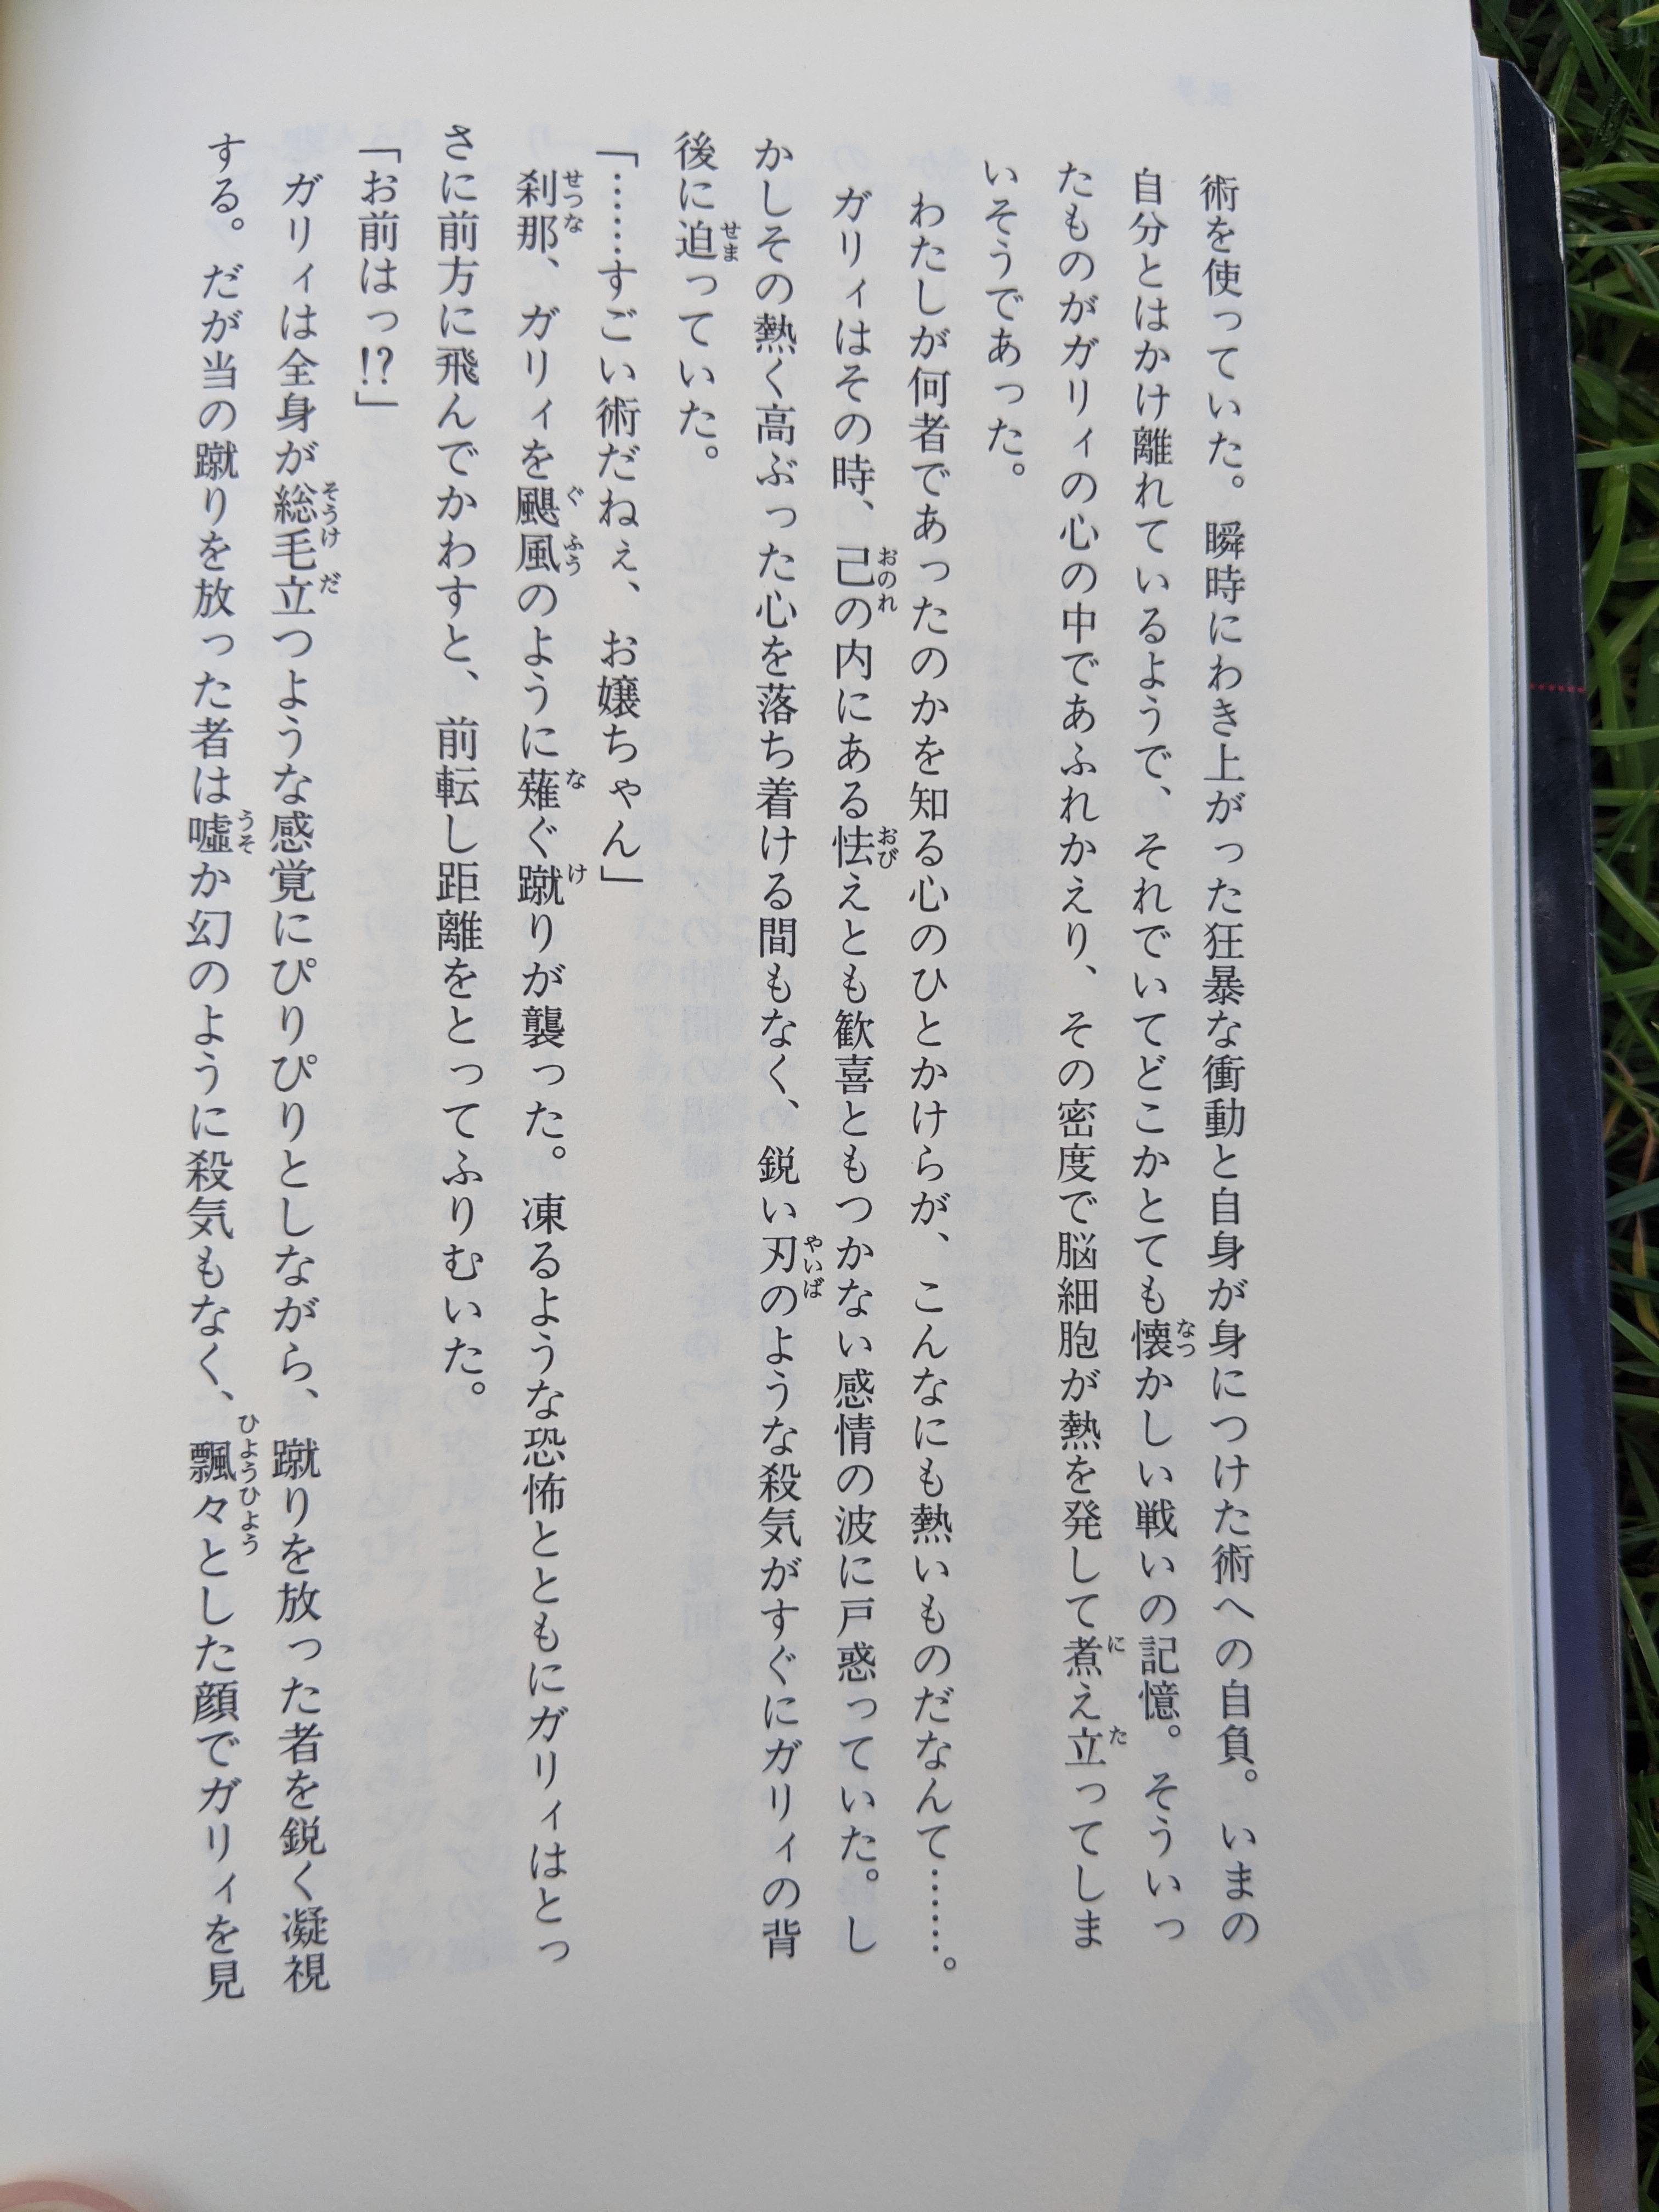 術を使っていた。瞬時にわき上がった狂暴な衝動と自身が身につけた術への自負。いまの
自分とはかけ離れているようで、それでいてどこかとても懐かしい戦いの記憶。そういっ
たものがガリィの心の中であふれかえり、その密度で脳細胞が熱を発して煮え立ってしま
いそうであった。
わたしが何者であったのかを知る心のひとかけらが、こんなにも熱いものだなんて……。
ガリィはその時、己の内にある怯えとも歓喜ともつかない感情の波に戸惑っていた。し
かしその熱く高ぶった心を落ち着ける間もなく、鋭い刃のような殺気がすぐにガリィの背
後に迫っていた。
「……すごい術だねぇ、お嬢ちゃん」
刹那、ガリィを颶風のように薙ぐ蹴りが襲った。凍るような恐怖とともにガリィはとっ
さに前方に飛んでかわすと、前転し距離をとってふりむいた。
「お前はっ!?」
ガリィは全身が総毛立つような感覚にぴりぴりとしながら、蹴りを放った者を鋭く凝視
する。だが当の蹴りを放った者は嘘か幻のように殺気もなく、飄々とした顔でガリィを見